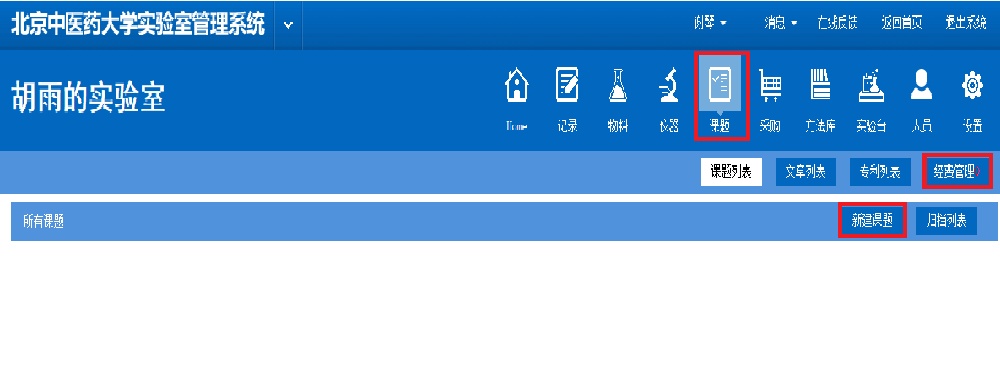 北京中医药大学实验室管理系统 谢琴 消息 在线反馈 返回首页 退出系统
胡雨的实验室
Home 记录 物料 仪器 课题 采购 方法库 实验台 人员 设置
课题列表 文章列表 专利列表 经费管理0
所有课题 新建课题 归档列表